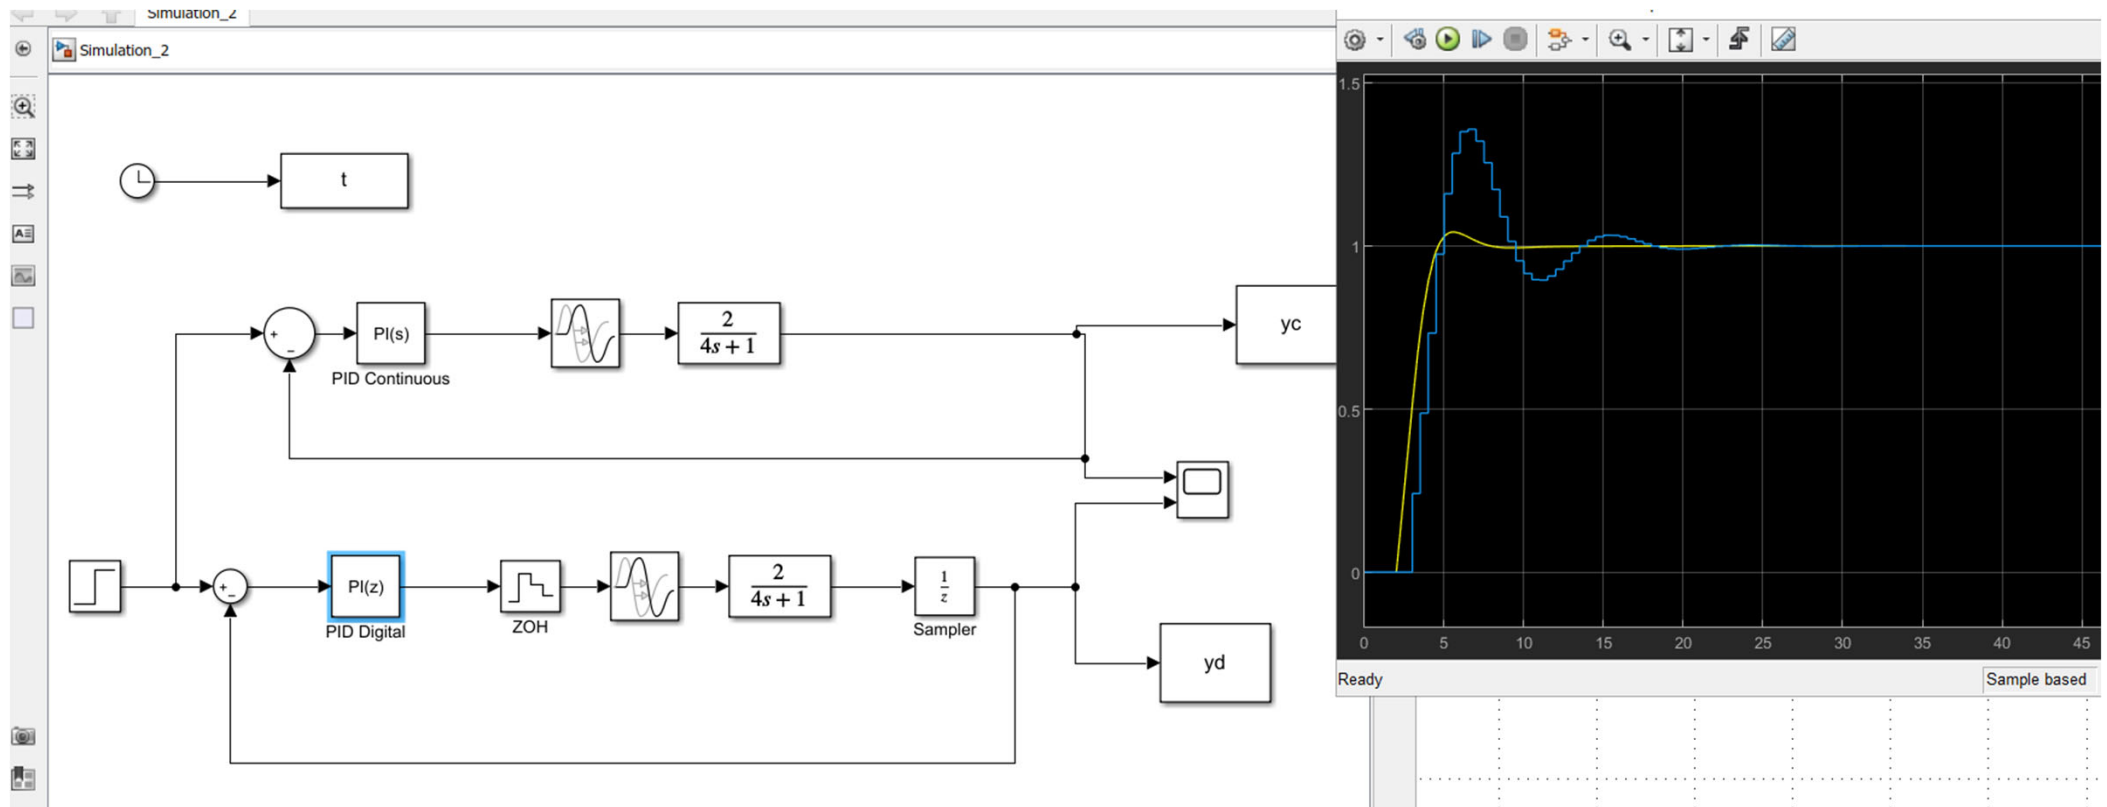 Simulation_2
Simulation_2
t
+
−
PI(s)
PID Continuous
2
4s + 1
yc
+
−
PI(z)
PID Digital
ZOH
2
4s + 1
1
z
Sampler
yd
1.5
1
0.5
0
0 5 10 15 20 25 30 35 40 45
Ready
Sample based